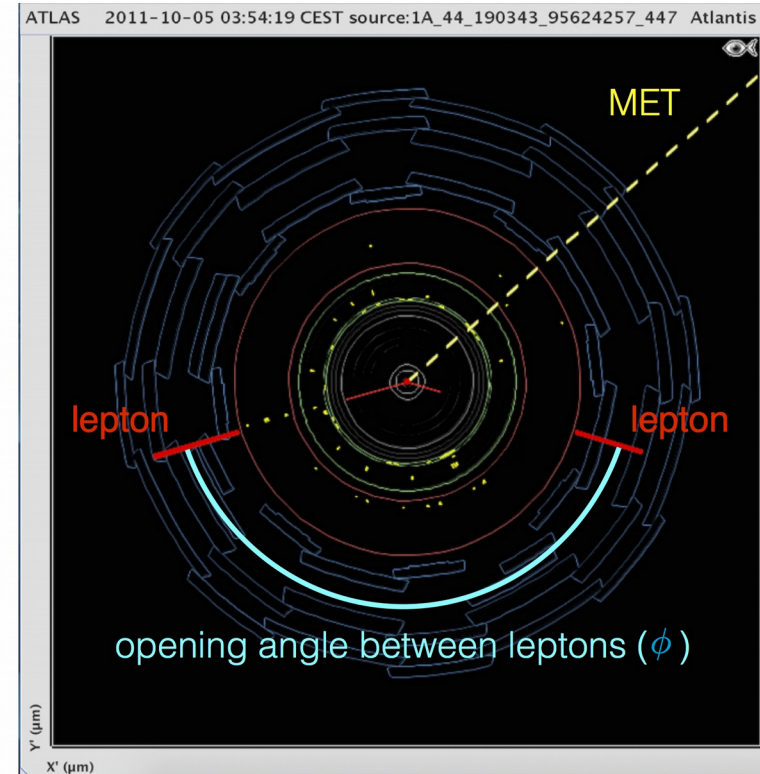 ATLAS 2011-10-05 03:54:19 CEST source:1A_44_190343_95624257_447 Atlantis
MET
lepton
lepton
opening angle between leptons (ϕ)
Y' (µm)
X' (µm)